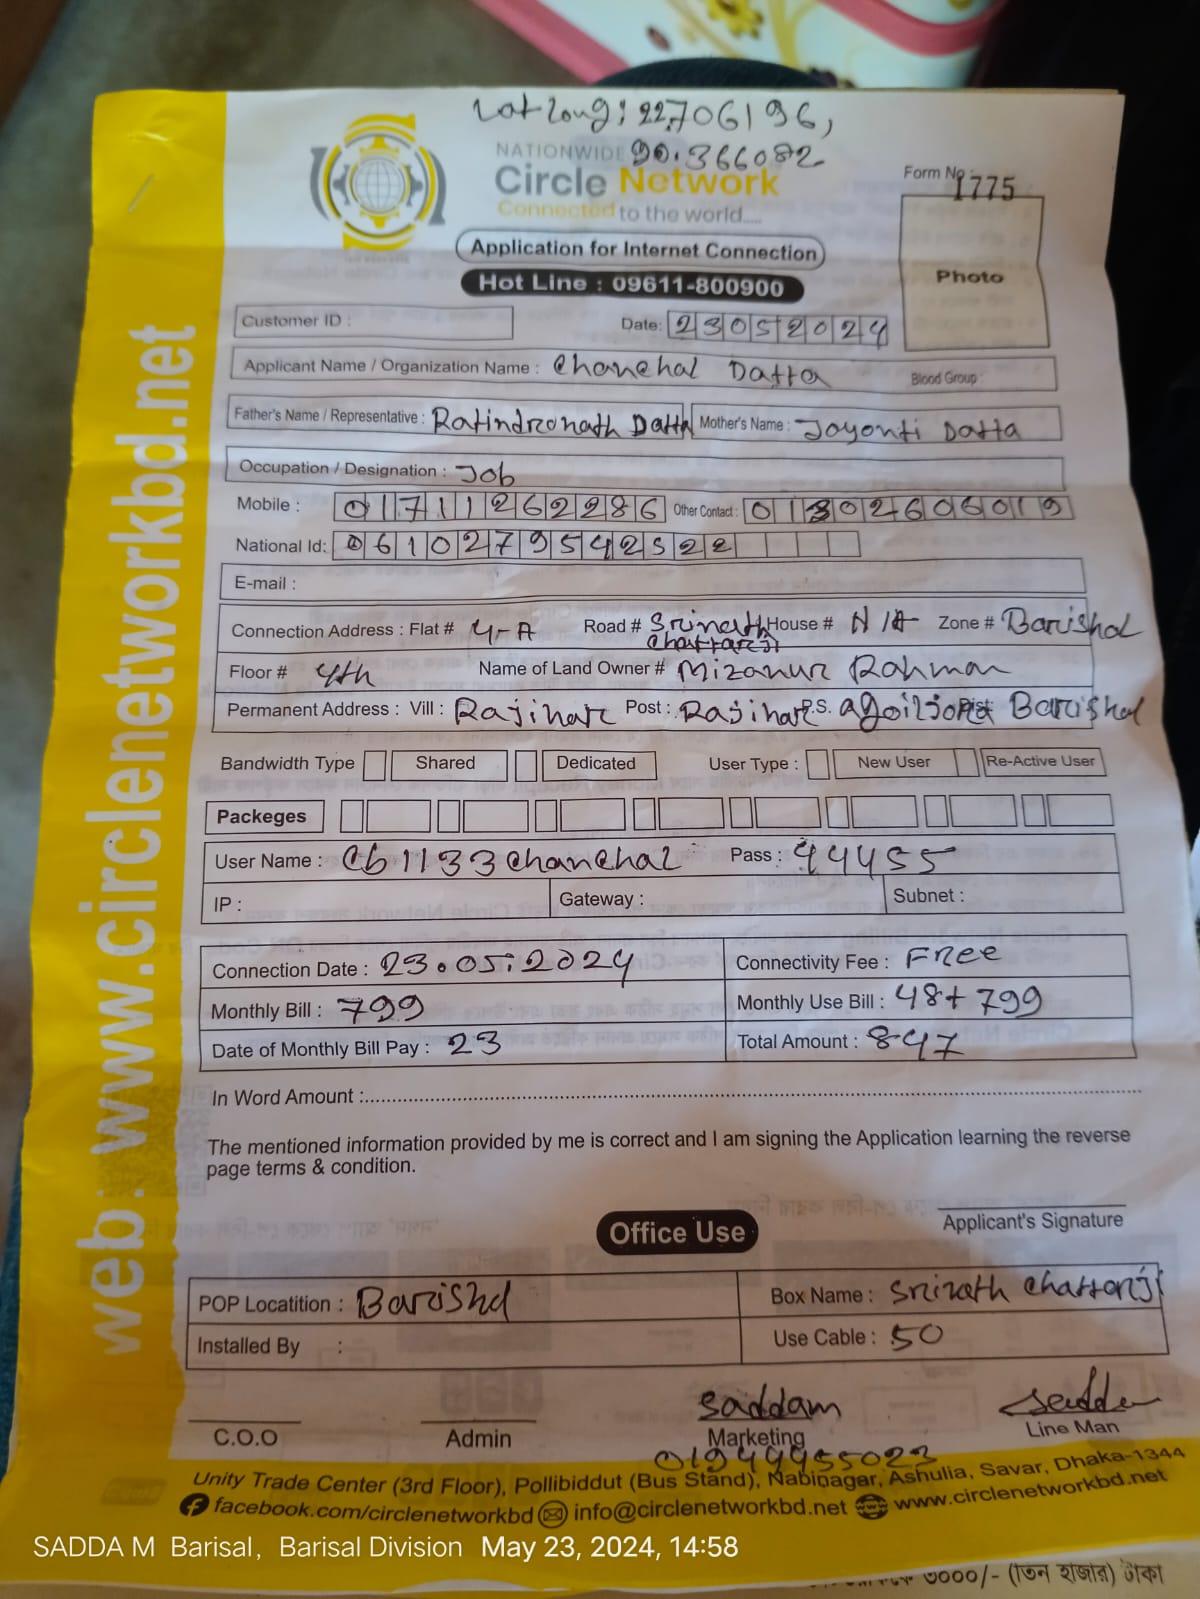 Lat Long: 22.706196,
90.366082
NATIONWIDE
Circle Network
Connected to the world.....
Form No: 1775
Photo
Application for Internet Connection
Hot Line : 09611-800900
Customer ID :
Date: 23052024
Applicant Name / Organization Name : Chanchal Datta Blood Group :
Father's Name / Representative : Ratindronath Datta Mother's Name : Joyonti Datta
Occupation / Designation : Job
Mobile : 01711262286 Other Contact : 01302606019
National Id: 0610279542522
E-mail :
Connection Address : Flat # 4-A Road # Srinath Chattarji House # N/A Zone # Barishal
Floor # 4th Name of Land Owner # Mizanur Rahman
Permanent Address : Vill : Rajihar Post : Rajihar P.S. agoiljora Dist Barishal
Bandwidth Type Shared Dedicated User Type : New User Re-Active User
Packeges
User Name : Cb1133chanchal Pass : 44455
IP : Gateway : Subnet :
Connection Date : 23.05.2024 Connectivity Fee : Free
Monthly Bill : 799 Monthly Use Bill : 48+799
Date of Monthly Bill Pay : 23 Total Amount : 847
In Word Amount :
The mentioned information provided by me is correct and I am signing the Application learning the reverse
page terms & condition.
Applicant's Signature
Office Use
POP Locatition : Barishal Box Name : Srinath Chattarji
Installed By : Use Cable : 50
saddam
C.O.O Admin Marketing Line Man
01949955023
Unity Trade Center (3rd Floor), Pollibiddut (Bus Stand), Nabinagar, Ashulia, Savar, Dhaka-1344
facebook.com/circlenetworkbd info@circlenetworkbd.net www.circlenetworkbd.net
web: www.circlenetworkbd.net
SADDA M Barisal, Barisal Division May 23, 2024, 14:58
৩০০০/- (তিন হাজার) টাকা